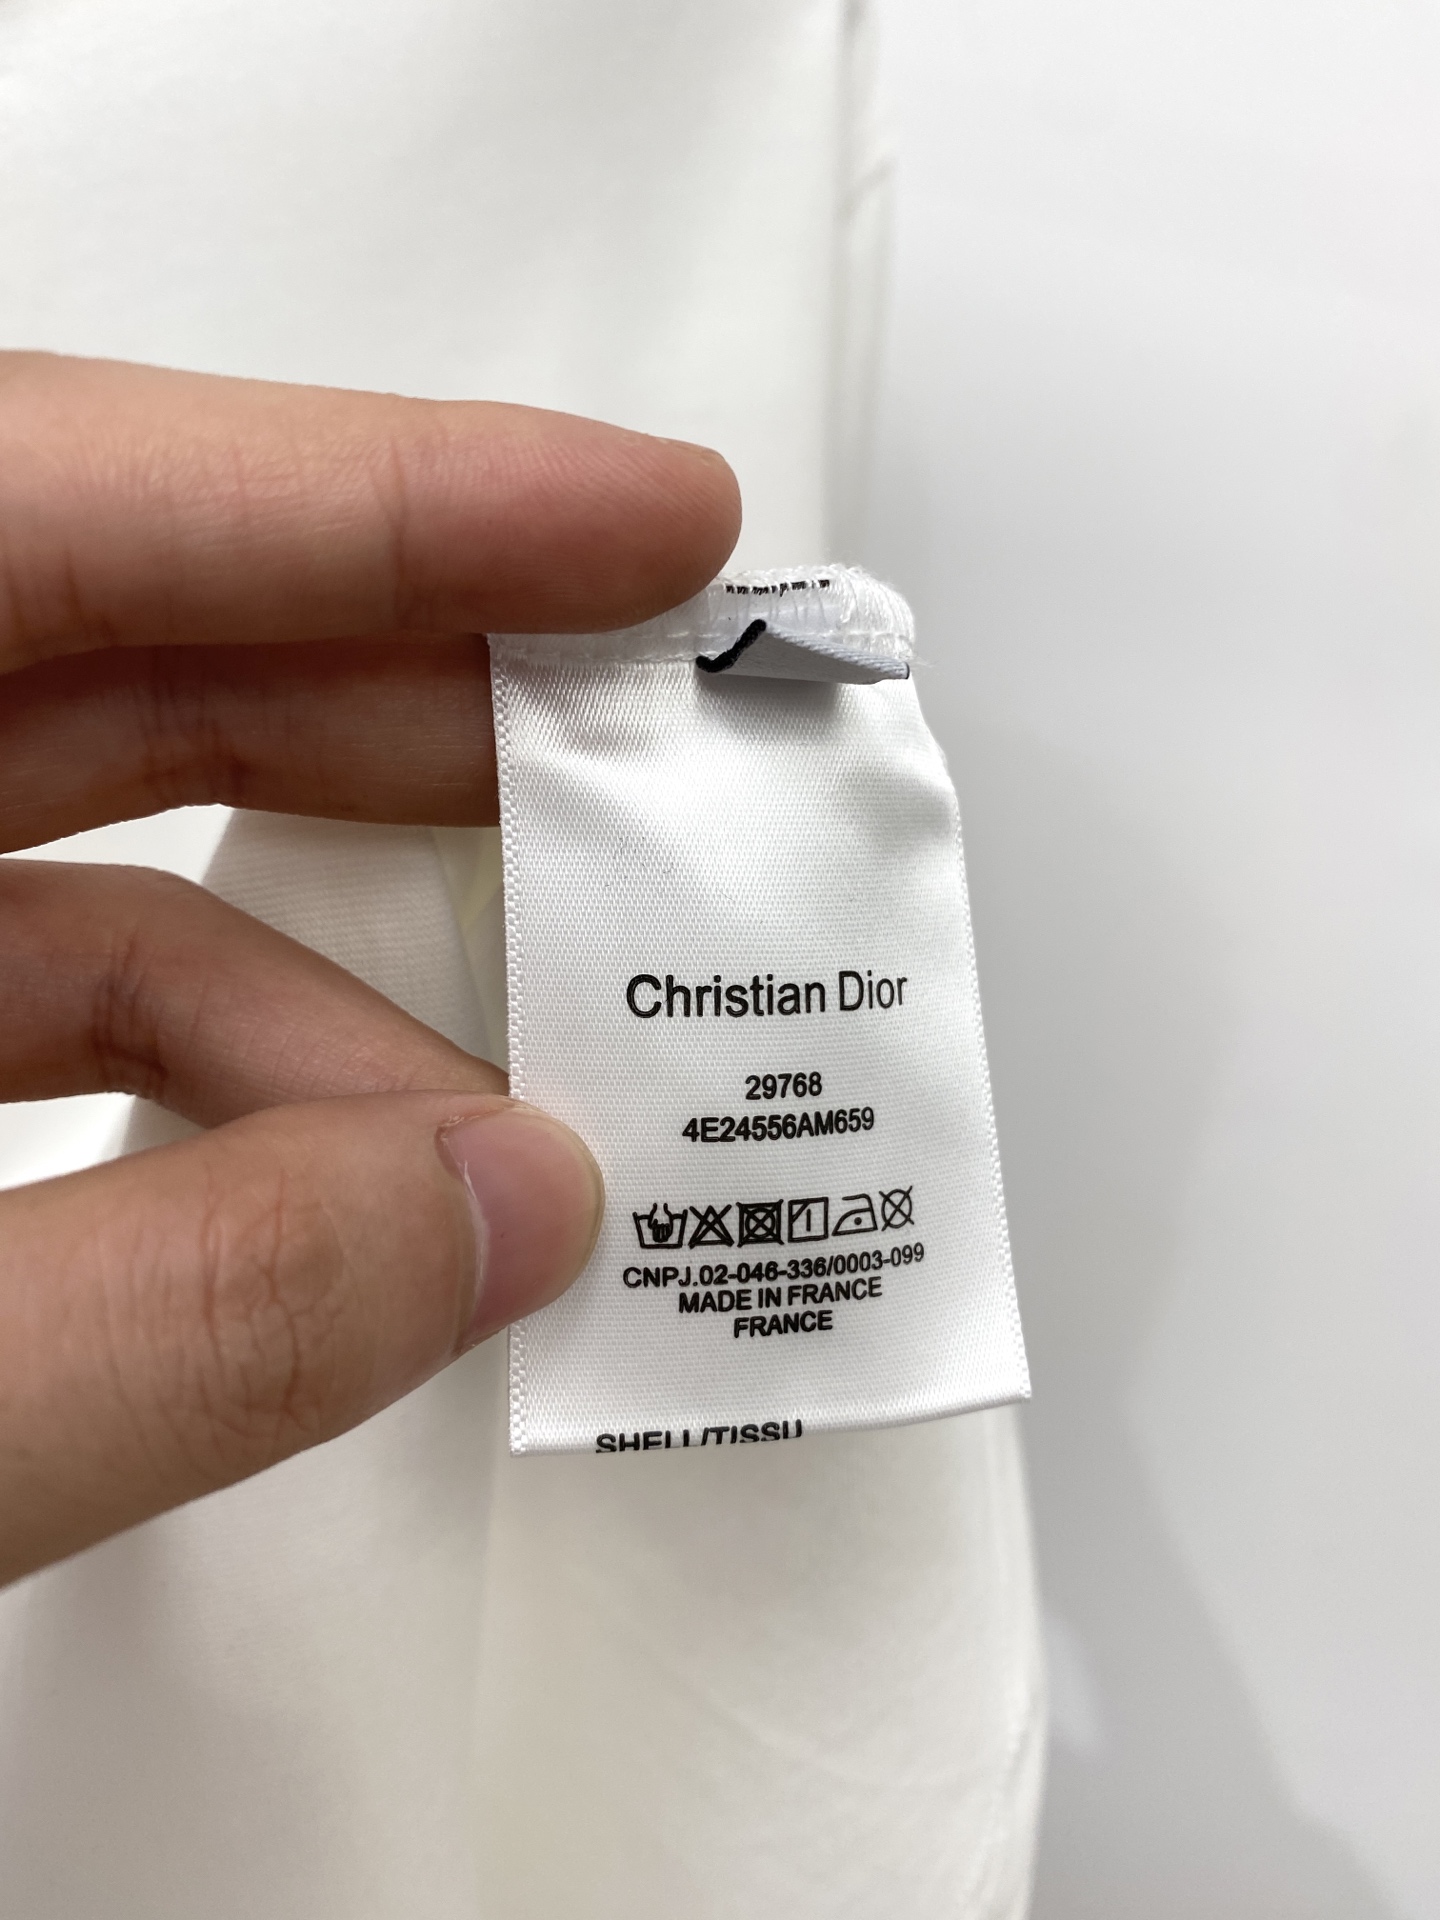 Christian Dior
29768
4E24556AM659
CNPJ.02-046-336/0003-099
MADE IN FRANCE
FRANCE
SHELL/TISSU